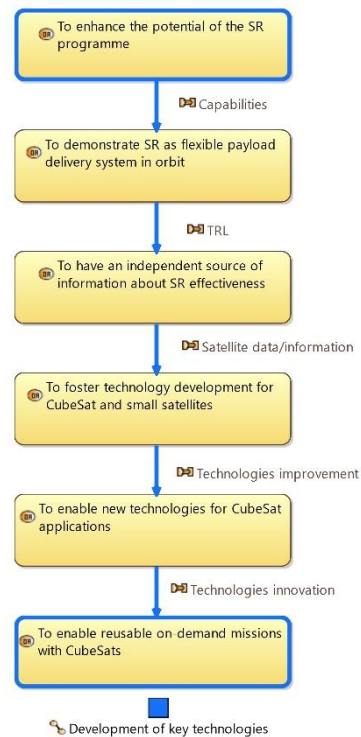 To enhance the potential of the SR
programme
Capabilities
To demonstrate SR as flexible payload
delivery system in orbit
TRL
To have an independent source of
information about SR effectiveness
Satellite data/information
To foster technology development for
CubeSat and small satellites
Technologies improvement
To enable new technologies for CubeSat
applications
Technologies innovation
To enable reusable on-demand missions
with CubeSats
Development of key technologies